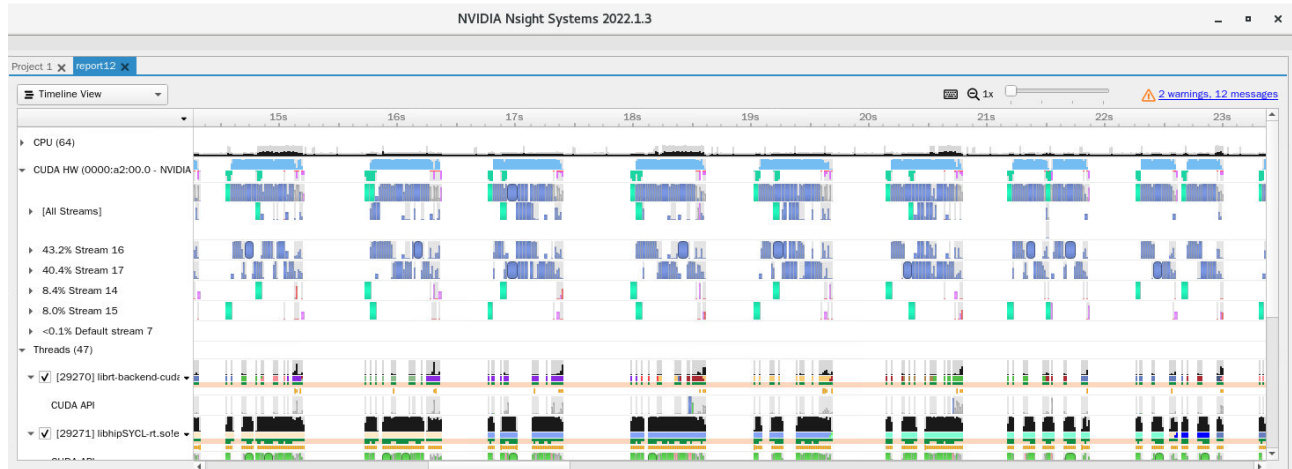 NVIDIA Nsight Systems 2022.1.3
Project 1 report12
Timeline View 1x 2 warnings, 12 messages
15s 16s 17s 18s 19s 20s 21s 22s 23s
CPU (64)
CUDA HW (0000:a2:00.0 - NVIDIA
[All Streams]
43.2% Stream 16
40.4% Stream 17
8.4% Stream 14
8.0% Stream 15
<0.1% Default stream 7
Threads (47)
[29270] librt-backend-cuda
CUDA API
[29271] libhipSYCL-rt.so!e
CUDA API